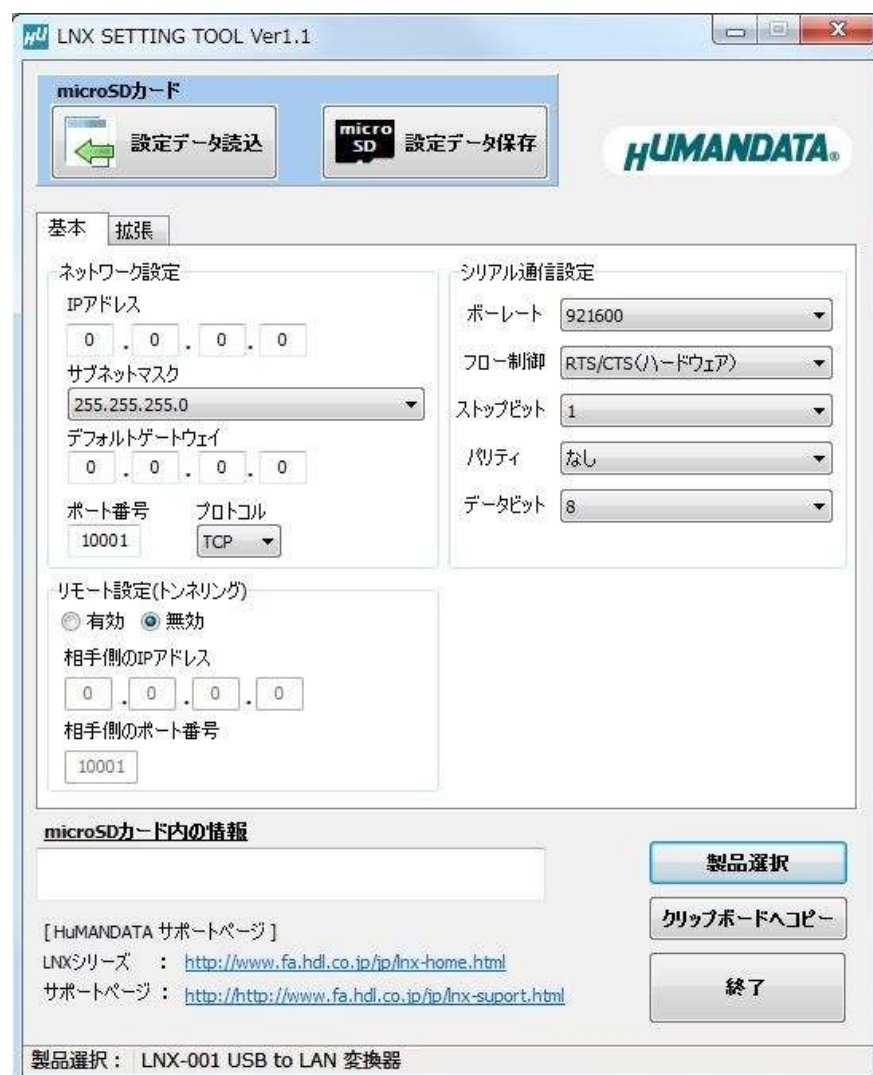 HU LNX SETTING TOOL Ver1.1
microSDカード
設定データ読込
micro SD 設定データ保存
HUMANDATA®
基本 拡張
ネットワーク設定
IPアドレス
0 . 0 . 0 . 0
サブネットマスク
255.255.255.0
デフォルトゲートウェイ
0 . 0 . 0 . 0
ポート番号 プロトコル
10001 TCP
シリアル通信設定
ボーレート 921600
フロー制御 RTS/CTS(ハードウェア)
ストップビット 1
パリティ なし
データビット 8
リモート設定(トンネリング)
有効 無効
相手側のIPアドレス
0 . 0 . 0 . 0
相手側のポート番号
10001
microSDカード内の情報
製品選択
クリップボードへコピー
終了
[HuMANDATA サポートページ]
LNXシリーズ : http://www.fa.hdl.co.jp/jp/lnx-home.html
サポートページ : http://http://www.fa.hdl.co.jp/jp/lnx-suport.html
製品選択: LNX-001 USB to LAN 変換器